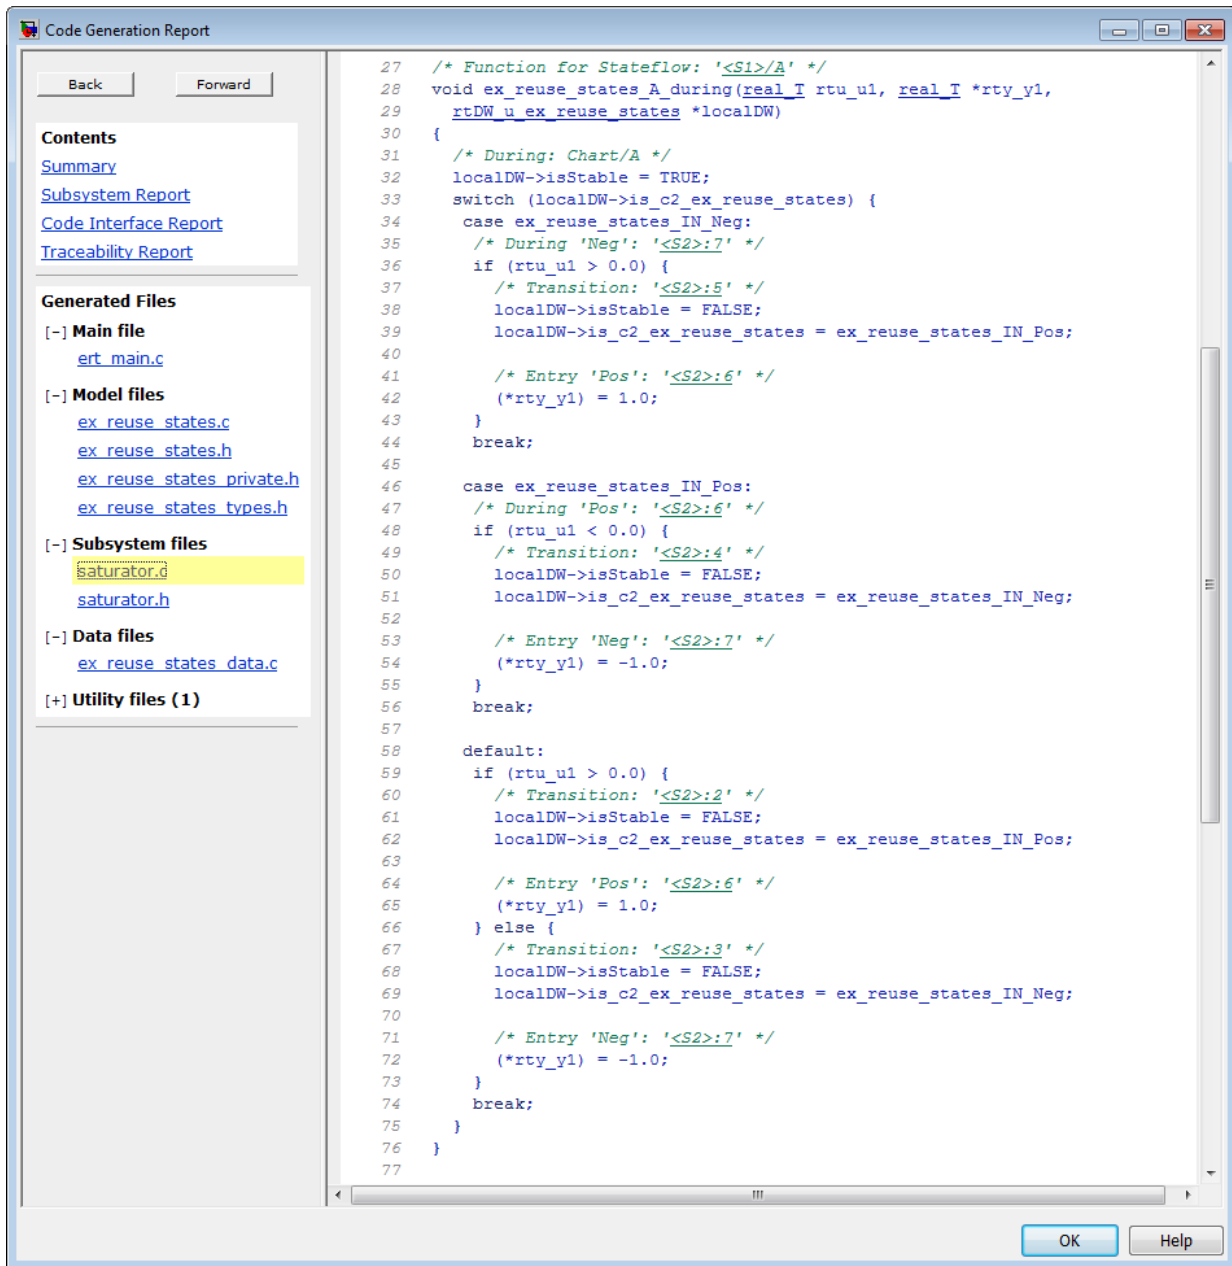 Code Generation Report
Back
Forward
Contents
Summary
Subsystem Report
Code Interface Report
Traceability Report
Generated Files
[-] Main file
ert_main.c
[-] Model files
ex_reuse_states.c
ex_reuse_states.h
ex_reuse_states_private.h
ex_reuse_states_types.h
[-] Subsystem files
saturator.c
saturator.h
[-] Data files
ex_reuse_states_data.c
[+] Utility files (1)
27 /* Function for Stateflow: '<S1>/A' */
28 void ex_reuse_states_A_during(real_T rtu_u1, real_T *rty_y1,
29 rtDW_u_ex_reuse_states *localDW)
30 {
31 /* During: Chart/A */
32 localDW->isStable = TRUE;
33 switch (localDW->is_c2_ex_reuse_states) {
34 case ex_reuse_states_IN_Neg:
35 /* During 'Neg': '<S2>:7' */
36 if (rtu_u1 > 0.0) {
37 /* Transition: '<S2>:5' */
38 localDW->isStable = FALSE;
39 localDW->is_c2_ex_reuse_states = ex_reuse_states_IN_Pos;
40
41 /* Entry 'Pos': '<S2>:6' */
42 (*rty_y1) = 1.0;
43 }
44 break;
45
46 case ex_reuse_states_IN_Pos:
47 /* During 'Pos': '<S2>:6' */
48 if (rtu_u1 < 0.0) {
49 /* Transition: '<S2>:4' */
50 localDW->isStable = FALSE;
51 localDW->is_c2_ex_reuse_states = ex_reuse_states_IN_Neg;
52
53 /* Entry 'Neg': '<S2>:7' */
54 (*rty_y1) = -1.0;
55 }
56 break;
57
58 default:
59 if (rtu_u1 > 0.0) {
60 /* Transition: '<S2>:2' */
61 localDW->isStable = FALSE;
62 localDW->is_c2_ex_reuse_states = ex_reuse_states_IN_Pos;
63
64 /* Entry 'Pos': '<S2>:6' */
65 (*rty_y1) = 1.0;
66 } else {
67 /* Transition: '<S2>:3' */
68 localDW->isStable = FALSE;
69 localDW->is_c2_ex_reuse_states = ex_reuse_states_IN_Neg;
70
71 /* Entry 'Neg': '<S2>:7' */
72 (*rty_y1) = -1.0;
73 }
74 break;
75 }
76 }
77
OK
Help